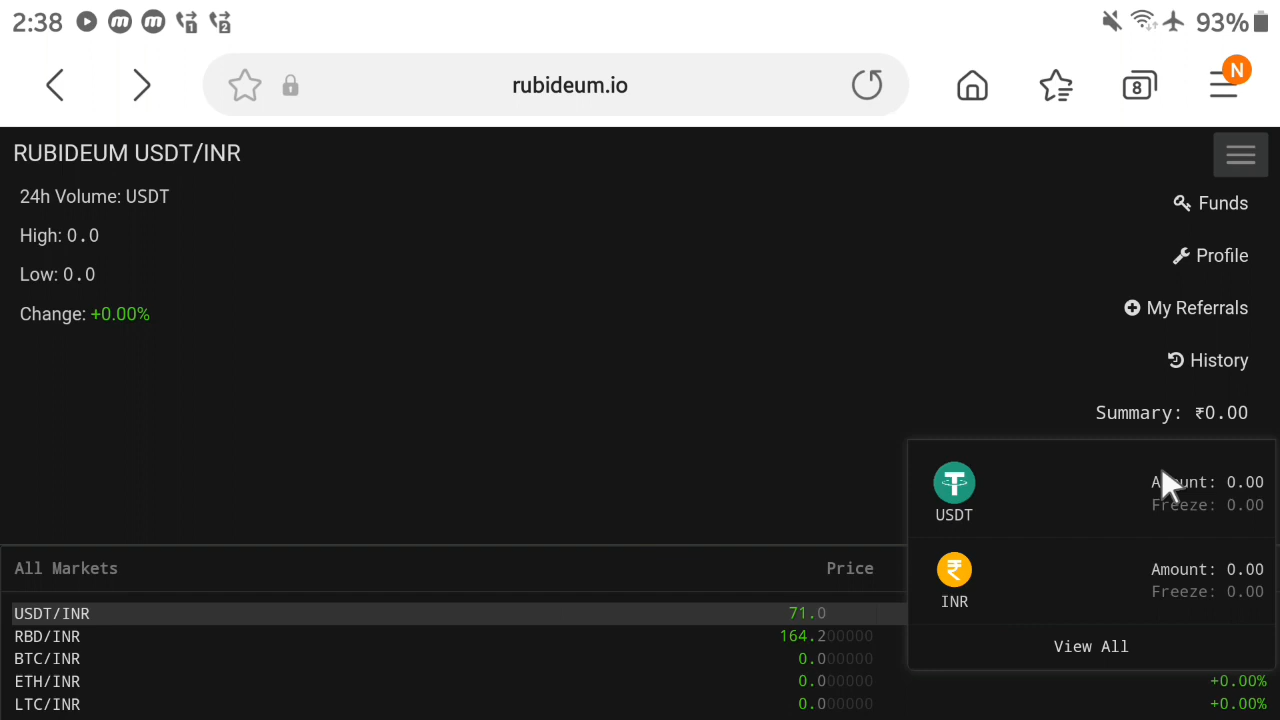 2:38
1
2
93%
rubideum.io
8
N
RUBIDEUM USDT/INR
24h Volume: USDT
High: 0.0
Low: 0.0
Change: +0.00%
Funds
Profile
My Referrals
History
Summary: ₹0.00
USDT
Amount: 0.00
Freeze: 0.00
INR
Amount: 0.00
Freeze: 0.00
View All
All Markets Price
USDT/INR 71.0
RBD/INR 164.200000
BTC/INR 0.000000
ETH/INR 0.000000 +0.00%
LTC/INR 0.000000 +0.00%